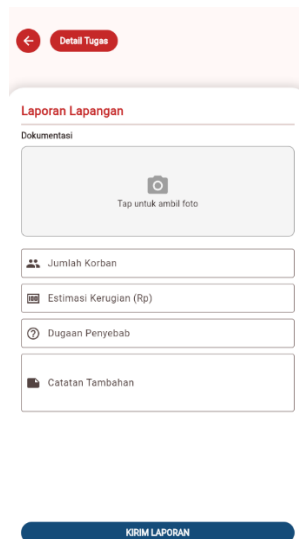 Detail Tugas
Laporan Lapangan
Dokumentasi
Tap untuk ambil foto
Jumlah Korban
Estimasi Kerugian (Rp)
Dugaan Penyebab
Catatan Tambahan
KIRIM LAPORAN